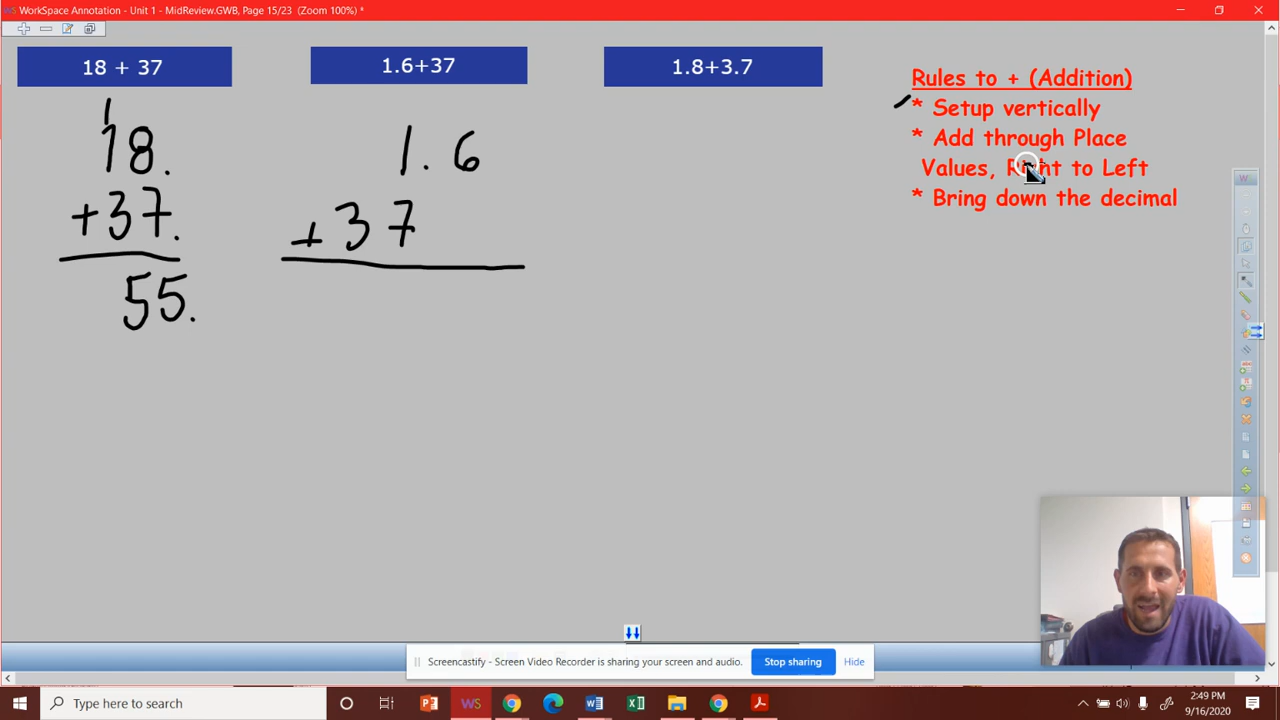 WorkSpace Annotation - Unit 1 - MidReview.GWB, Page 15/23 (Zoom 100%) *
18 + 37
1.6+37
1.8+3.7
1
18.
+37.
55.
1.6
+37
Rules to + (Addition)
* Setup vertically
* Add through Place
Values, Right to Left
* Bring down the decimal
Screencastify - Screen Video Recorder is sharing your screen and audio.
Stop sharing
Hide
Type here to search
2:49 PM
9/16/2020